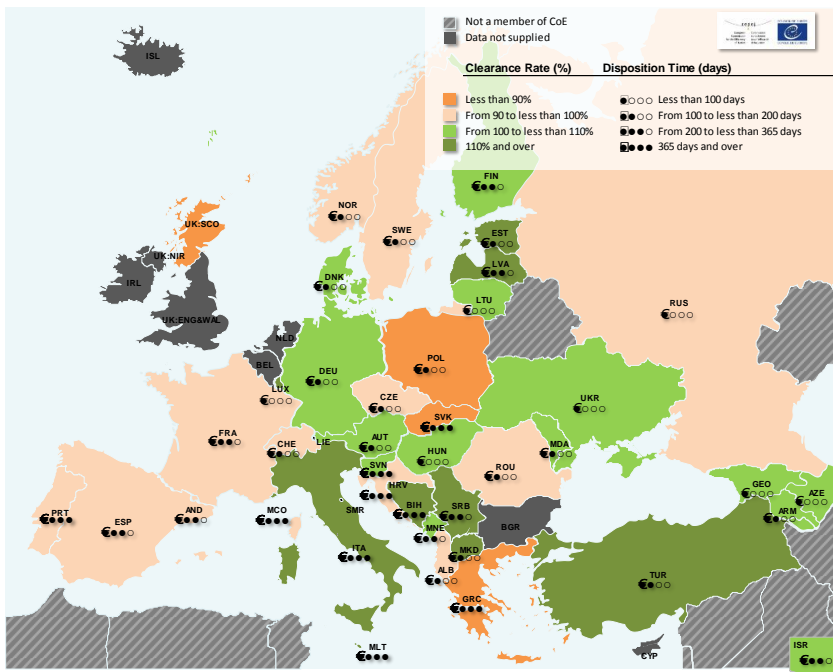 Not a member of CoE
Data not supplied
Clearance Rate (%) Disposition Time (days)
Less than 90% Less than 100 days
From 90 to less than 100% From 100 to less than 200 days
From 100 to less than 110% From 200 to less than 365 days
110% and over 365 days and over
ISL
FIN
NOR
UK:SCO
SWE
EST
UK:NIR
LVA
IRL
DNK
LTU
RUS
UK:ENG&WAL
NLD
BEL
DEU
POL
LUX
CZE
UKR
SVK
FRA
CHE
LIE
AUT
HUN
MDA
SVN
ROU
HRV
GEO
AZE
PRT
ESP
AND
MCO
SMR
BIH
SRB
ARM
MNE
BGR
ITA
MKD
ALB
TUR
GRC
MLT
CYP
ISR